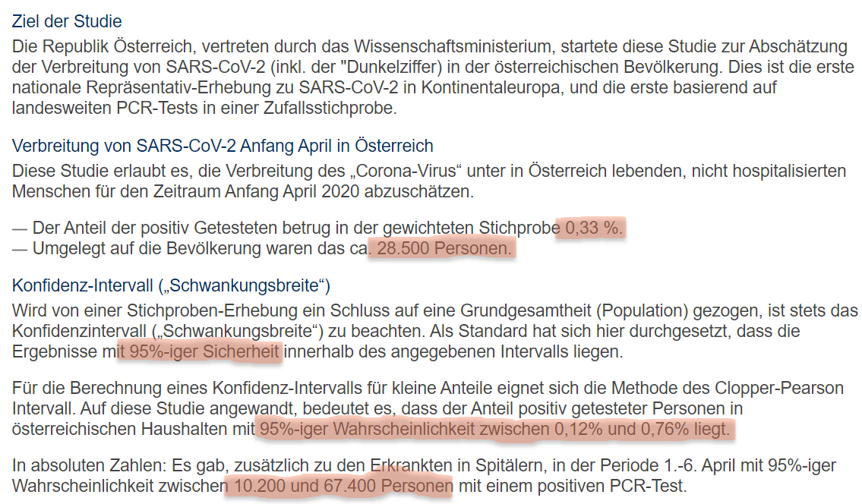 Ziel der Studie
Die Republik Österreich, vertreten durch das Wissenschaftsministerium, startete diese Studie zur Abschätzung
der Verbreitung von SARS-CoV-2 (inkl. der "Dunkelziffer) in der österreichischen Bevölkerung. Dies ist die erste
nationale Repräsentativ-Erhebung zu SARS-CoV-2 in Kontinentaleuropa, und die erste basierend auf
landesweiten PCR-Tests in einer Zufallsstichprobe.
Verbreitung von SARS-CoV-2 Anfang April in Österreich
Diese Studie erlaubt es, die Verbreitung des „Corona-Virus“ unter in Österreich lebenden, nicht hospitalisierten
Menschen für den Zeitraum Anfang April 2020 abzuschätzen.
— Der Anteil der positiv Getesteten betrug in der gewichteten Stichprobe 0,33 %.
— Umgelegt auf die Bevölkerung waren das ca. 28.500 Personen.
Konfidenz-Intervall („Schwankungsbreite“)
Wird von einer Stichproben-Erhebung ein Schluss auf eine Grundgesamtheit (Population) gezogen, ist stets das
Konfidenzintervall („Schwankungsbreite“) zu beachten. Als Standard hat sich hier durchgesetzt, dass die
Ergebnisse mit 95%-iger Sicherheit innerhalb des angegebenen Intervalls liegen.
Für die Berechnung eines Konfidenz-Intervalls für kleine Anteile eignet sich die Methode des Clopper-Pearson
Intervall. Auf diese Studie angewandt, bedeutet es, dass der Anteil positiv getesteter Personen in
österreichischen Haushalten mit 95%-iger Wahrscheinlichkeit zwischen 0,12% und 0,76% liegt.
In absoluten Zahlen: Es gab, zusätzlich zu den Erkrankten in Spitälern, in der Periode 1.-6. April mit 95%-iger
Wahrscheinlichkeit zwischen 10.200 und 67.400 Personen mit einem positiven PCR-Test.